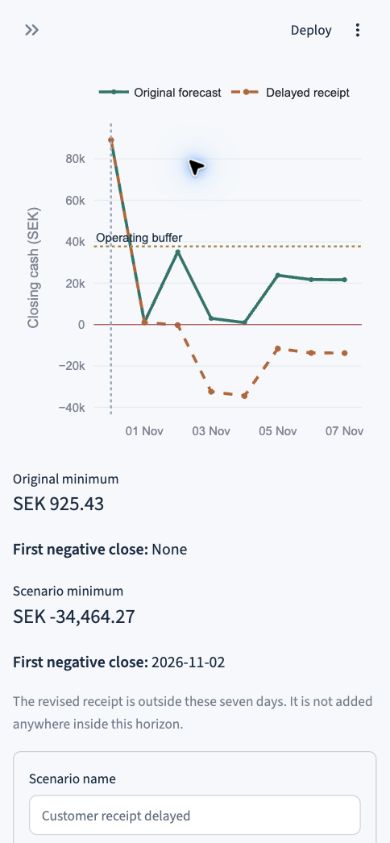 Deploy
Original forecast Delayed receipt
Closing cash (SEK)
80k
60k
Operating buffer
40k
20k
0
−20k
−40k
01 Nov 03 Nov 05 Nov 07 Nov
Original minimum
SEK 925.43
First negative close: None
Scenario minimum
SEK -34,464.27
First negative close: 2026-11-02
The revised receipt is outside these seven days. It is not added
anywhere inside this horizon.
Scenario name
Customer receipt delayed